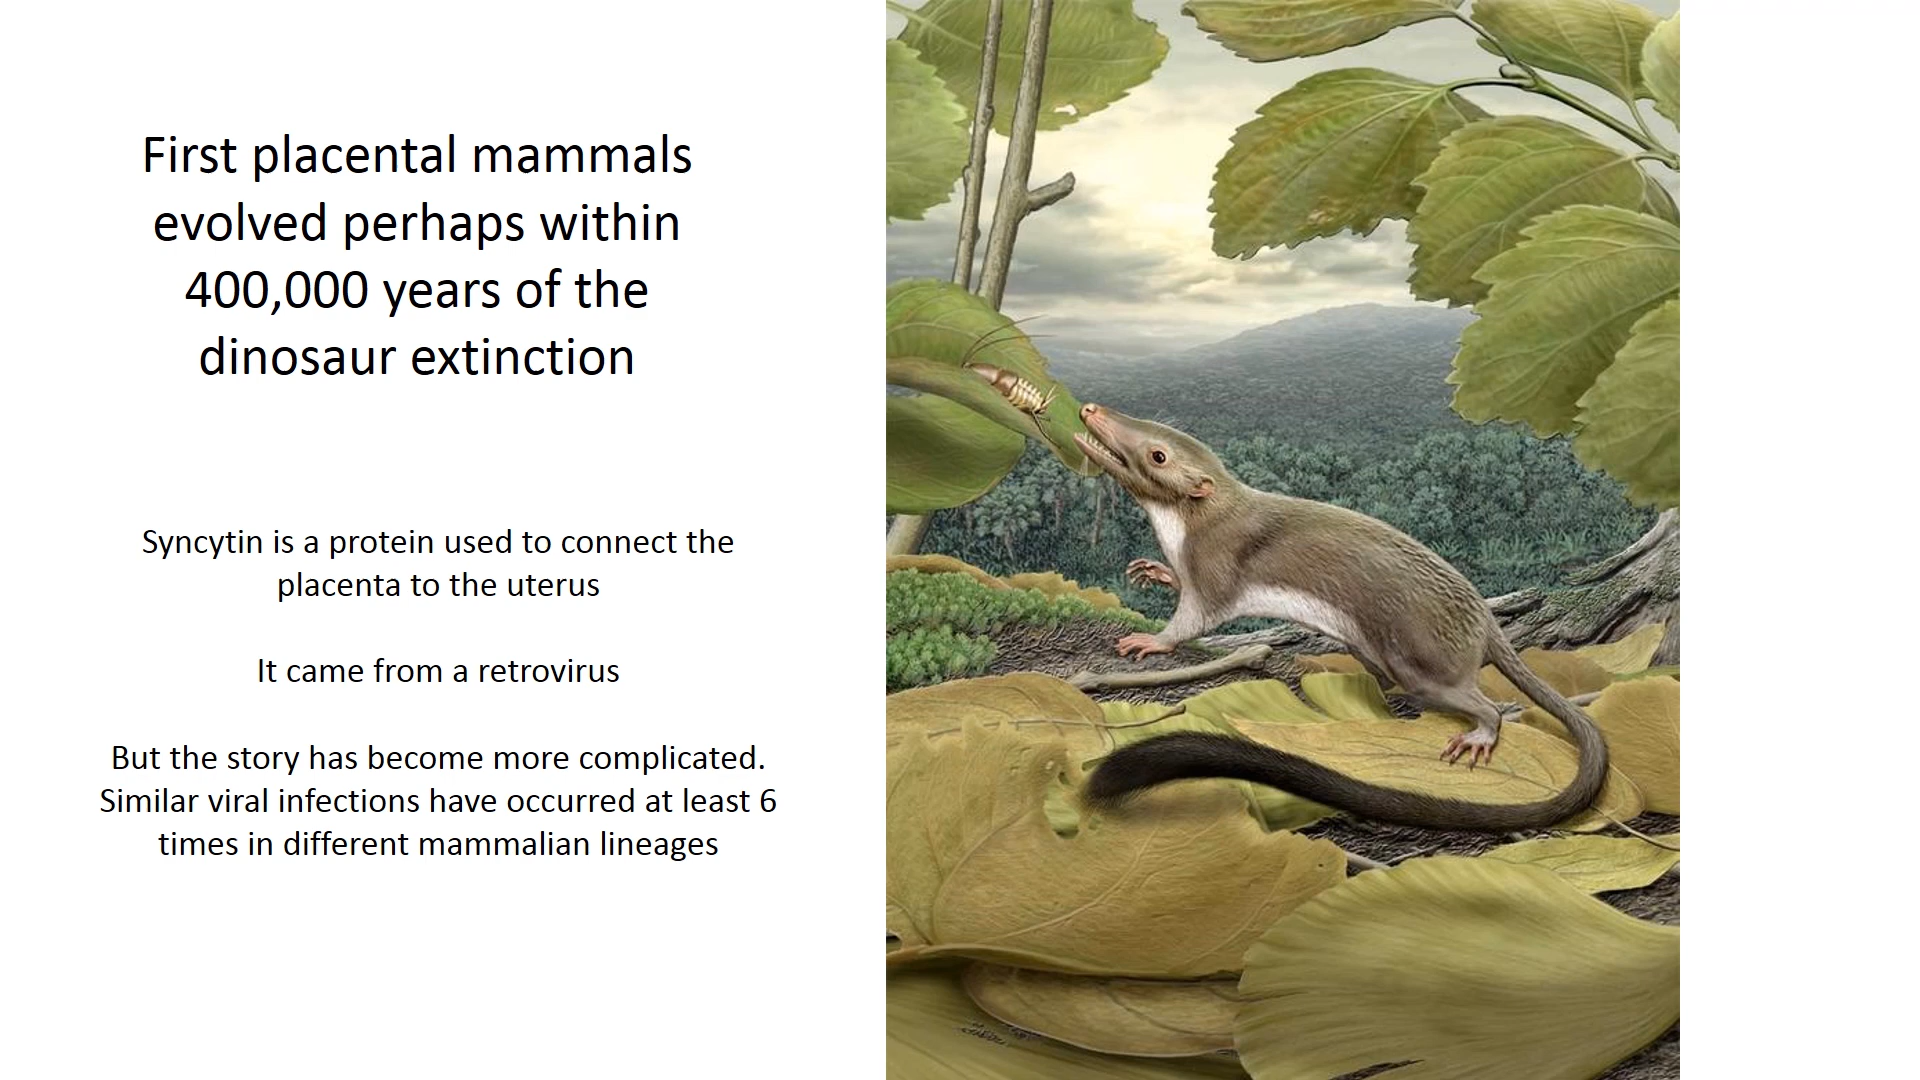 First placental mammals
evolved perhaps within
400,000 years of the
dinosaur extinction
Syncytin is a protein used to connect the
placenta to the uterus
It came from a retrovirus
But the story has become more complicated.
Similar viral infections have occurred at least 6
times in different mammalian lineages